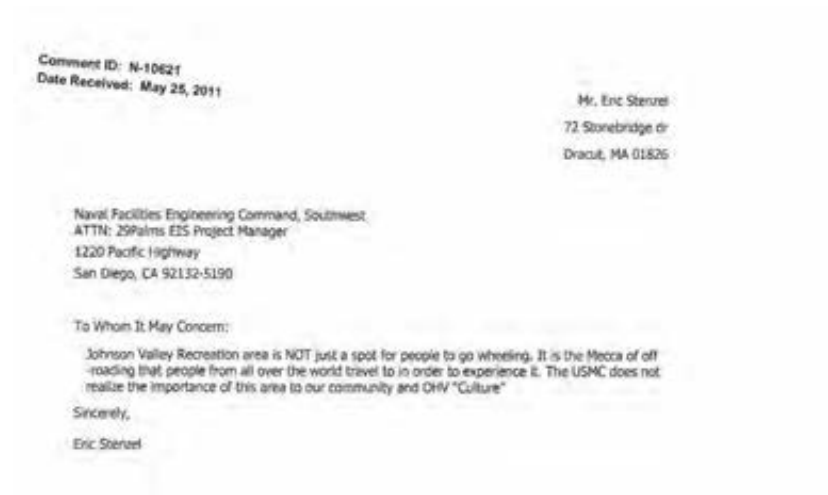 Comment ID: N-10621
Date Received: May 25, 2011
Mr. Eric Stenzel
72 Stonebridge dr
Dracut, MA 01826
Naval Facilities Engineering Command, Southwest
ATTN: 29Palms EIS Project Manager
1220 Pacific Highway
San Diego, CA 92132-5190
To Whom It May Concern:
Johnson Valley Recreation area is NOT just a spot for people to go wheeling. It is the Mecca of off
-roading that people from all over the world travel to in order to experience it. The USMC does not
realize the importance of this area to our community and OHV "Culture"
Sincerely,
Eric Stenzel